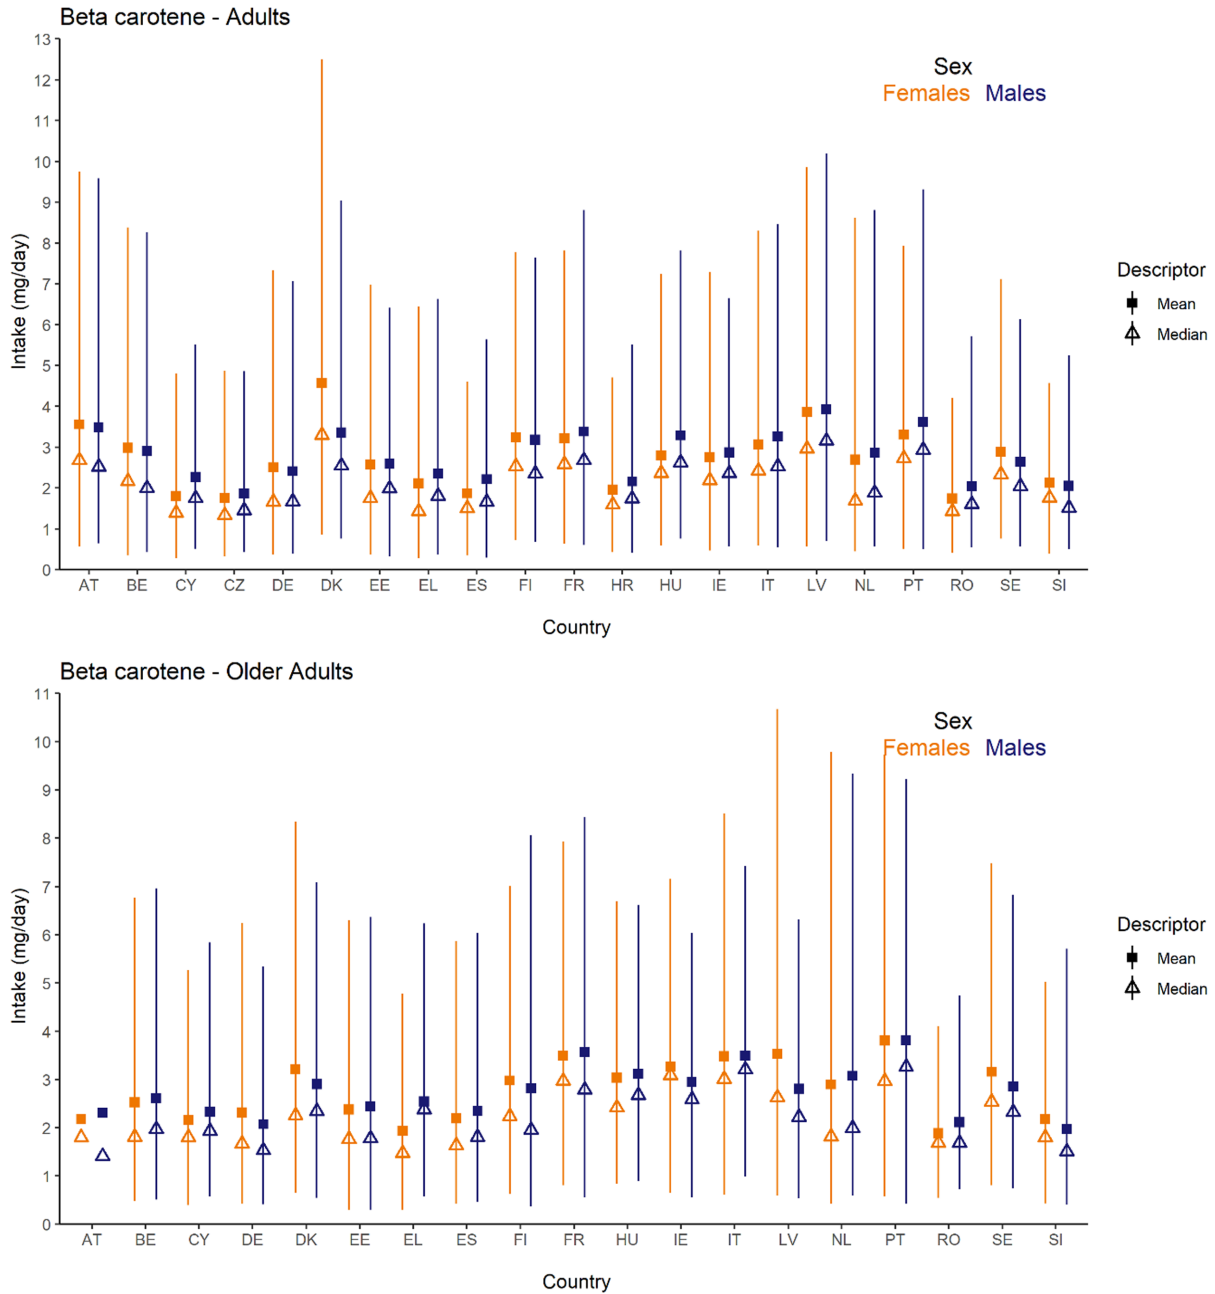 Beta carotene - Adults
13
12
11
10
9
8
7
6
5
4
3
2
1
0
Intake (mg/day)
Sex
Females Males
Descriptor
Mean
Median
AT BE CY CZ DE DK EE EL ES FI FR HR HU IE IT LV NL PT RO SE SI
Country
Beta carotene - Older Adults
11
10
9
8
7
6
5
4
3
2
1
0
Intake (mg/day)
Sex
Females Males
Descriptor
Mean
Median
AT BE CY DE DK EE EL ES FI FR HU IE IT LV NL PT RO SE SI
Country